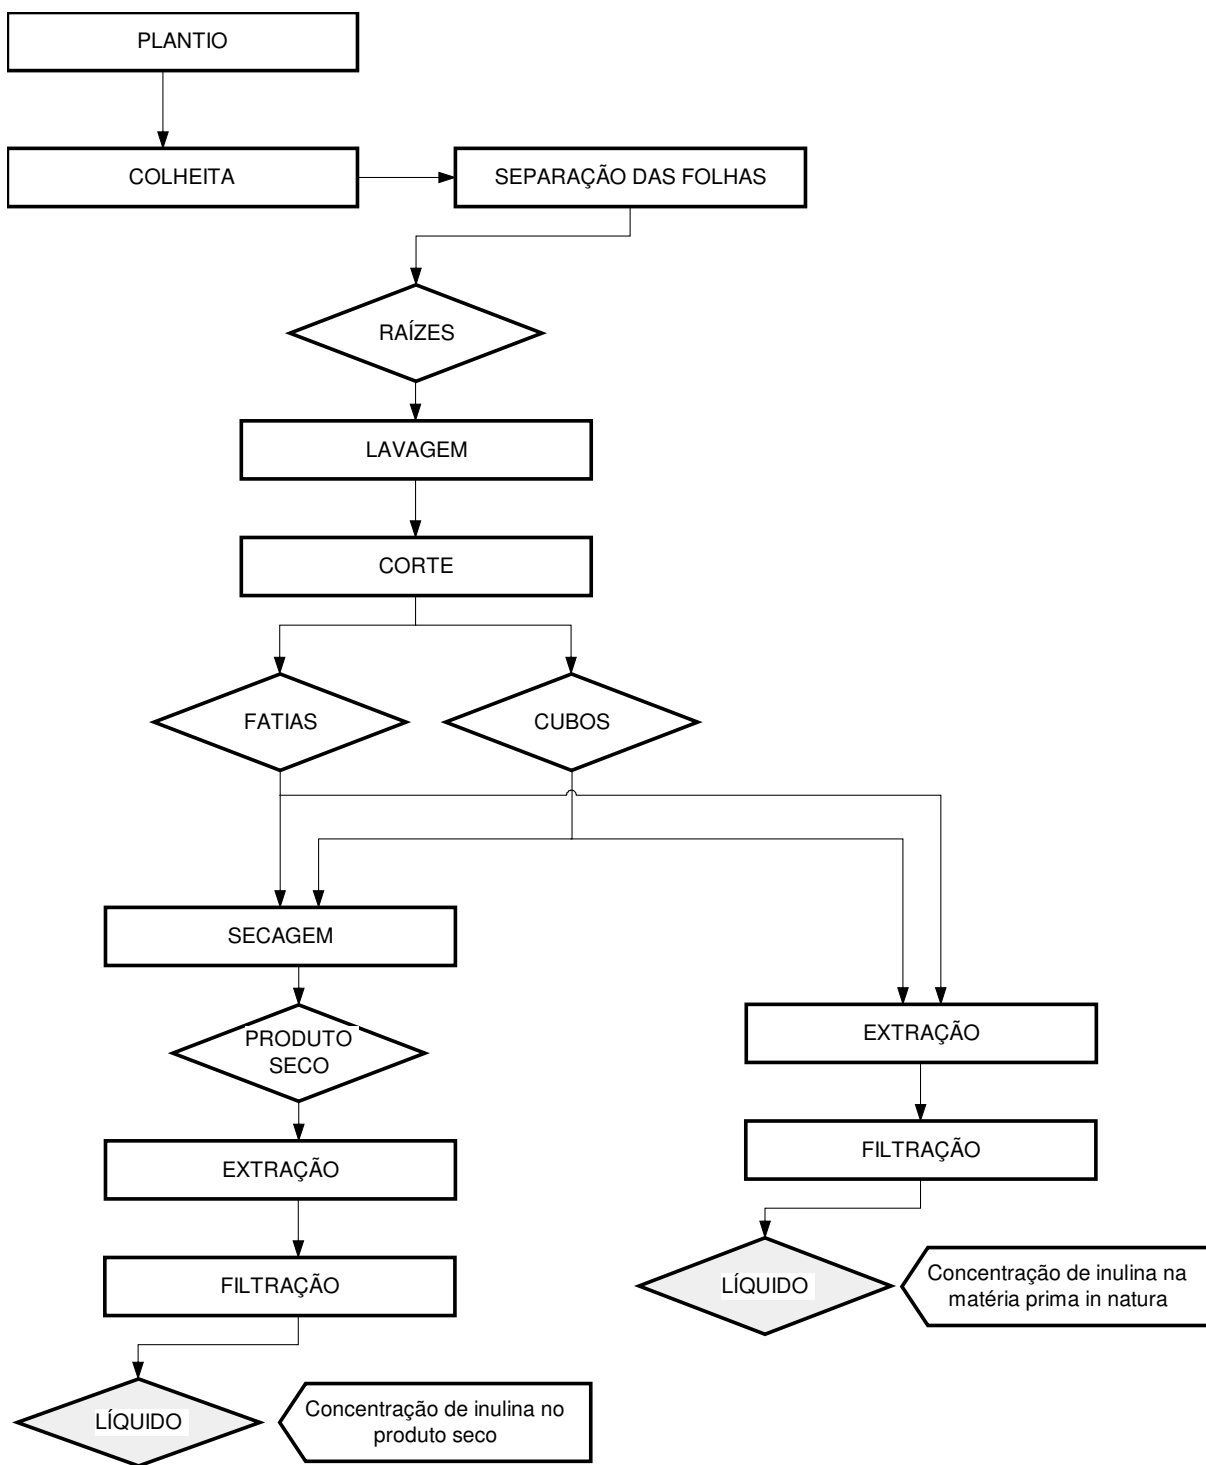 PLANTIO
COLHEITA
SEPARAÇÃO DAS FOLHAS
RAÍZES
LAVAGEM
CORTE
FATIAS
CUBOS
SECAGEM
PRODUTO
SECO
EXTRAÇÃO
FILTRAÇÃO
LÍQUIDO
Concentração de inulina no
produto seco
EXTRAÇÃO
FILTRAÇÃO
LÍQUIDO
Concentração de inulina na
matéria prima in natura